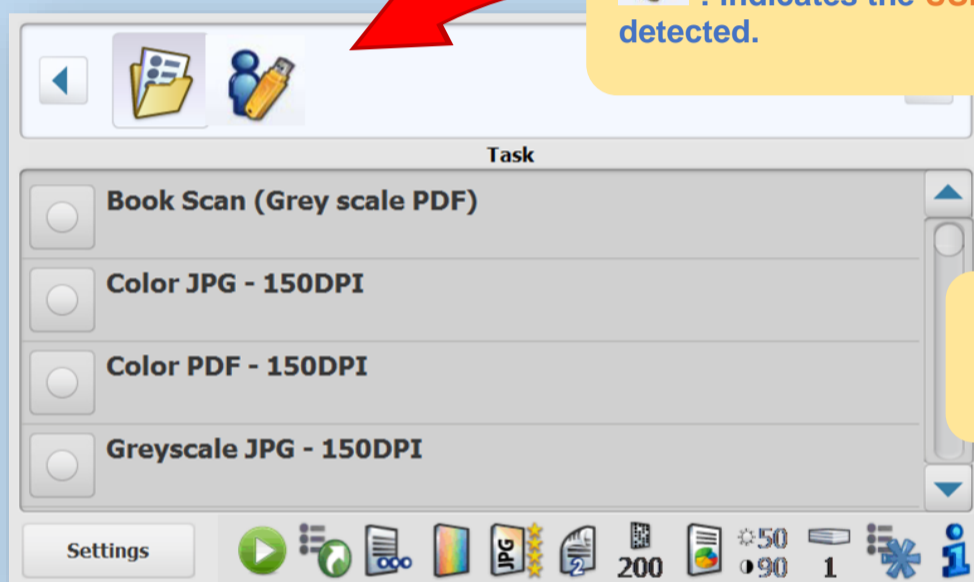 : Indicates the
detected.
Task
Book Scan (Grey scale PDF)
Color JPG - 150DPI
Color PDF - 150DPI
Greyscale JPG - 150DPI
Settings
JPG
2
200
50
90
1
i